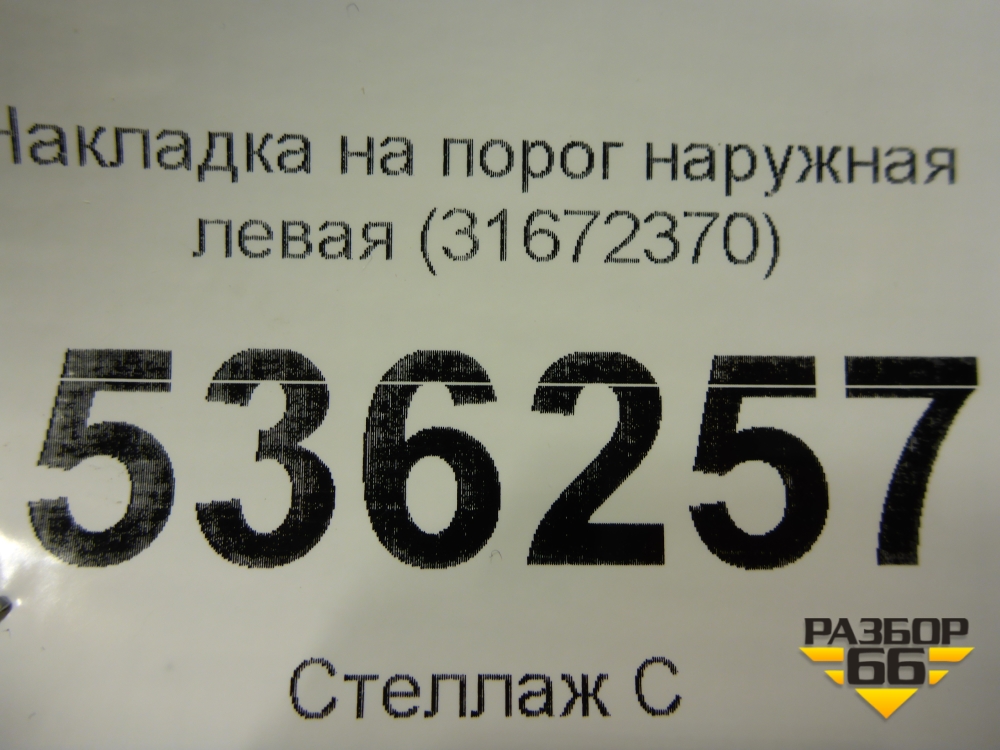 Накладка на порог наружная
левая (31672370)
536257
Стеллаж С
РАЗБОР
66